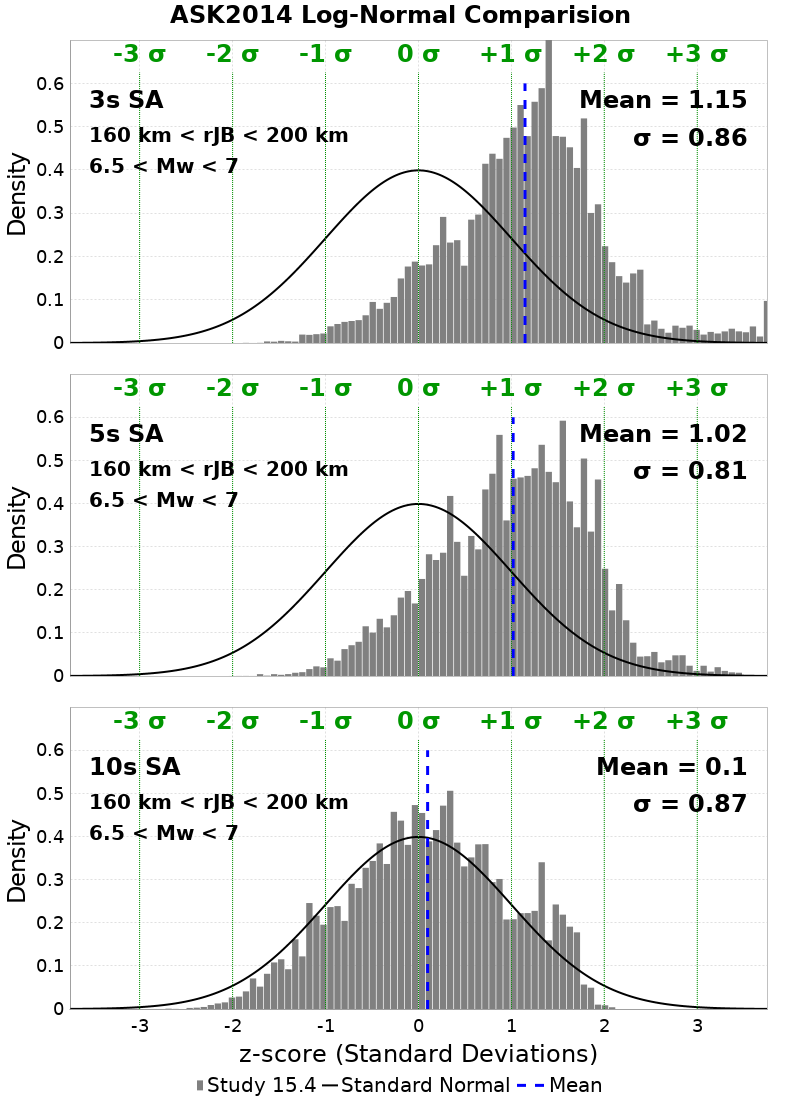 ASK2014 Log-Normal Comparision
-3 σ -2 σ -1 σ 0 σ +1 σ +2 σ +3 σ
3s SA
160 km < rJB < 200 km
6.5 < Mw < 7
Mean = 1.15
σ = 0.86
Density
0.6
0.5
0.4
0.3
0.2
0.1
0
-3 σ -2 σ -1 σ 0 σ +1 σ +2 σ +3 σ
5s SA
160 km < rJB < 200 km
6.5 < Mw < 7
Mean = 1.02
σ = 0.81
Density
0.6
0.5
0.4
0.3
0.2
0.1
0
-3 σ -2 σ -1 σ 0 σ +1 σ +2 σ +3 σ
10s SA
160 km < rJB < 200 km
6.5 < Mw < 7
Mean = 0.1
σ = 0.87
Density
0.6
0.5
0.4
0.3
0.2
0.1
0
-3 -2 -1 0 1 2 3
z-score (Standard Deviations)
Study 15.4 Standard Normal Mean